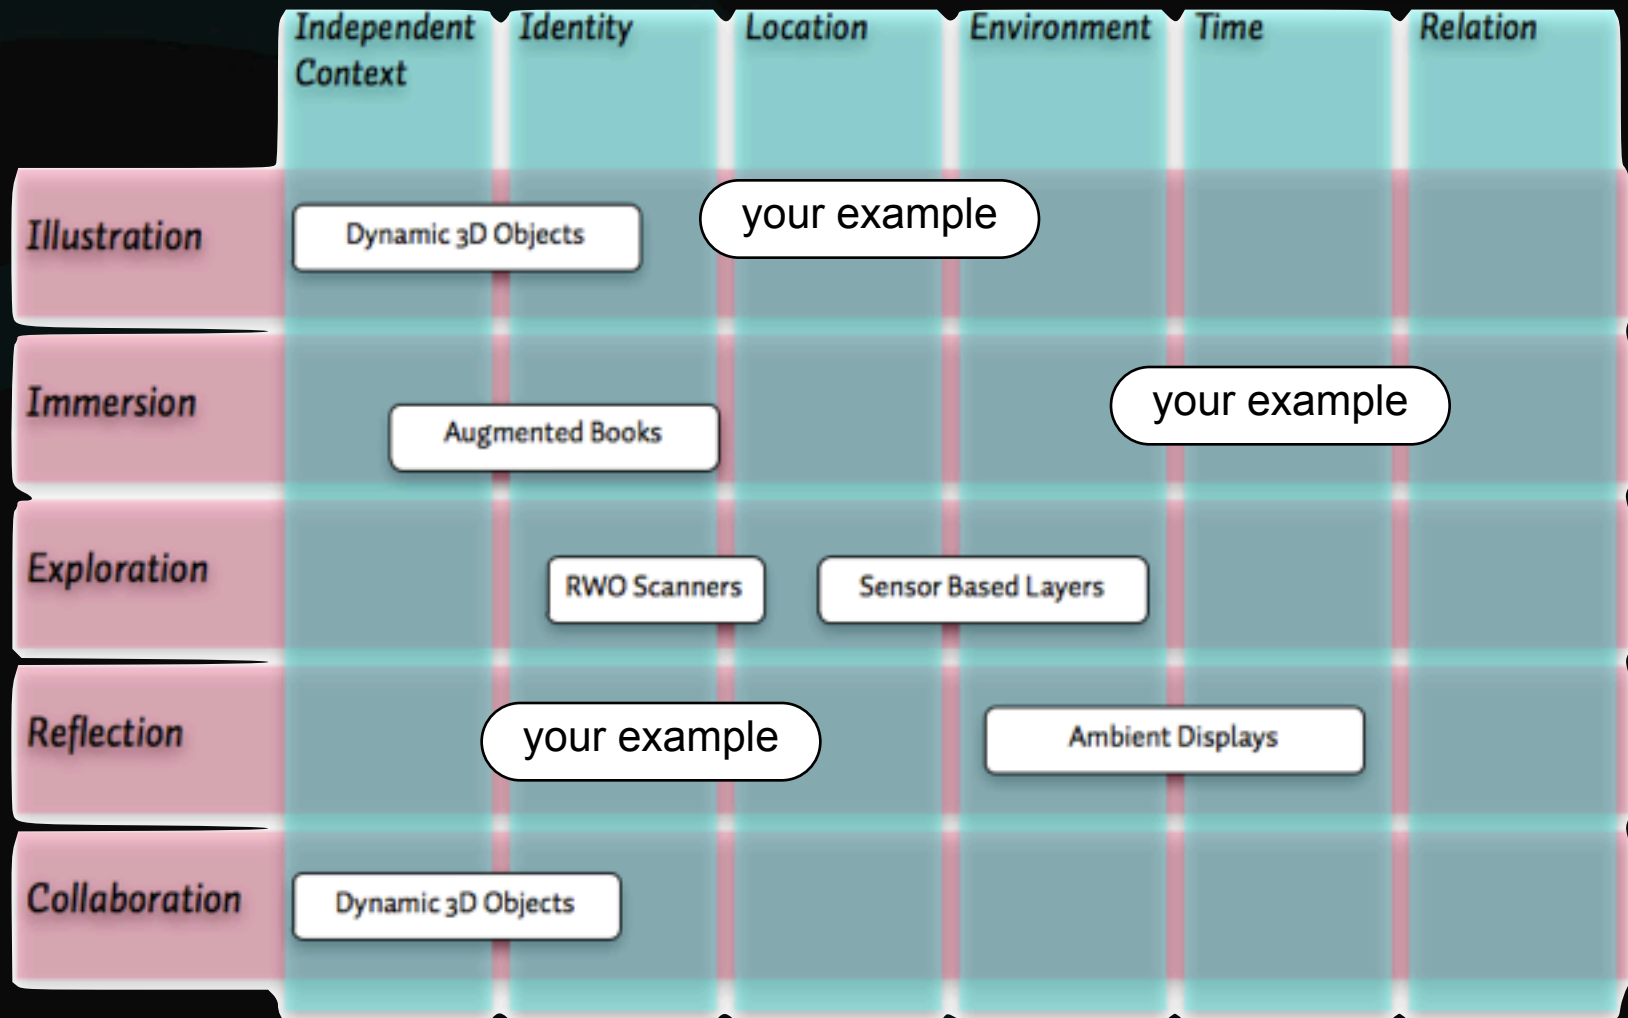 Independent Context
Identity
Location
Environment
Time
Relation
Illustration
Dynamic 3D Objects
your example
Immersion
Augmented Books
your example
Exploration
RWO Scanners
Sensor Based Layers
Reflection
your example
Ambient Displays
Collaboration
Dynamic 3D Objects